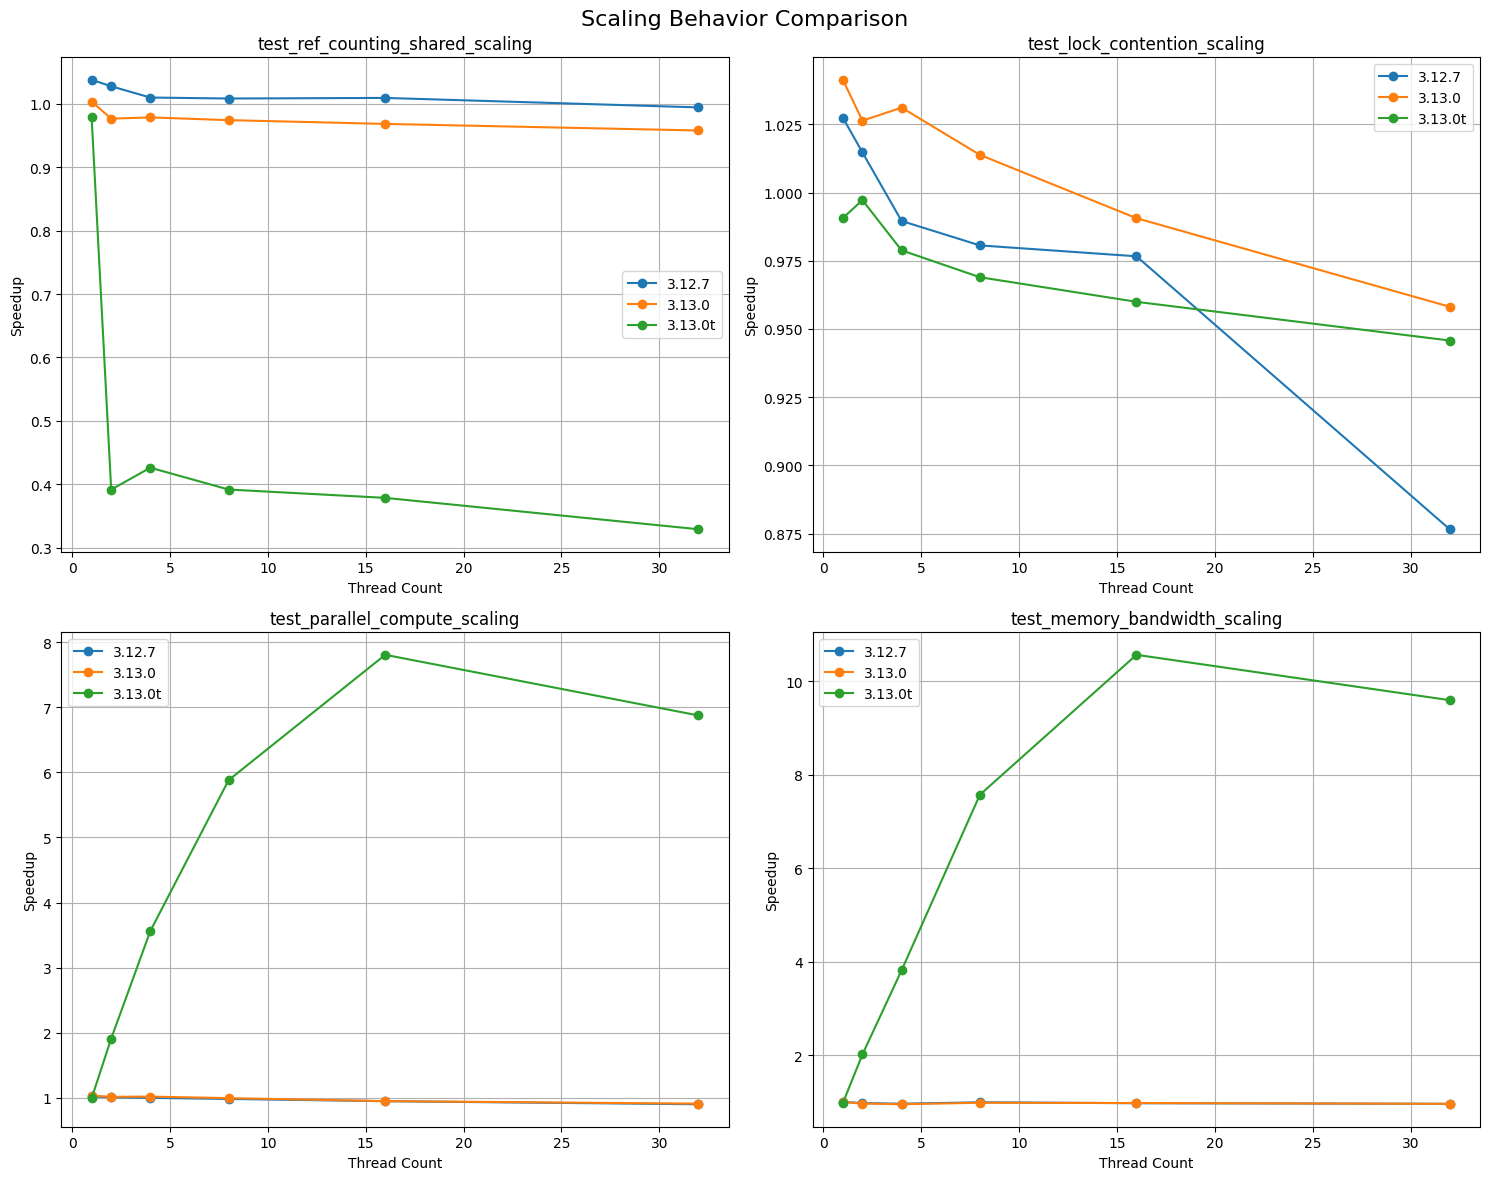 Scaling Behavior Comparison
test_ref_counting_shared_scaling
Speedup
1.0
0.9
0.8
0.7
0.6
0.5
0.4
0.3
3.12.7
3.13.0
3.13.0t
0 5 10 15 20 25 30
Thread Count
test_lock_contention_scaling
Speedup
1.025
1.000
0.975
0.950
0.925
0.900
0.875
3.12.7
3.13.0
3.13.0t
0 5 10 15 20 25 30
Thread Count
test_parallel_compute_scaling
Speedup
8
7
6
5
4
3
2
1
3.12.7
3.13.0
3.13.0t
0 5 10 15 20 25 30
Thread Count
test_memory_bandwidth_scaling
Speedup
10
8
6
4
2
3.12.7
3.13.0
3.13.0t
0 5 10 15 20 25 30
Thread Count